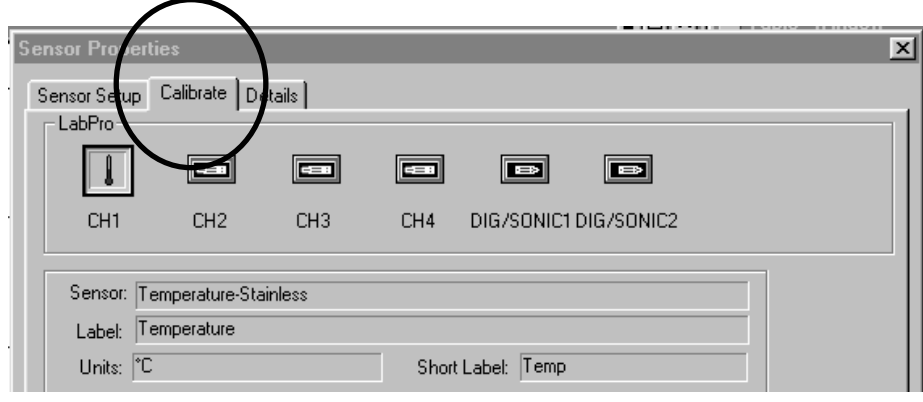 Sensor Properties
Sensor Setup Calibrate Details
LabPro
CH1 CH2 CH3 CH4 DIG/SONIC1 DIG/SONIC2
Sensor: Temperature-Stainless
Label: Temperature
Units: °C Short Label: Temp